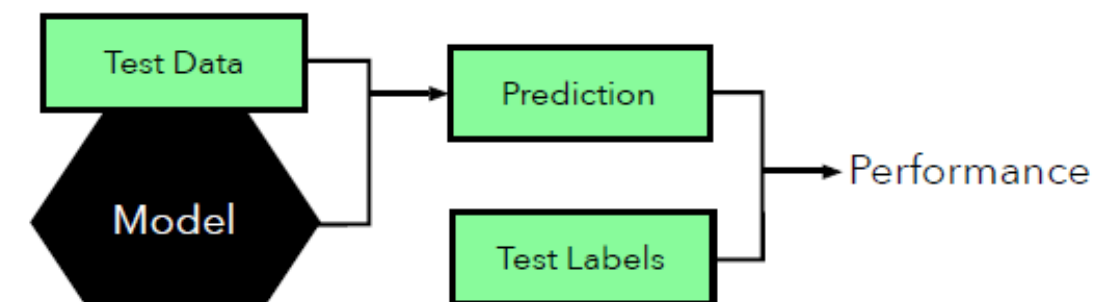 Test Data
Prediction
Performance
Model
Test Labels